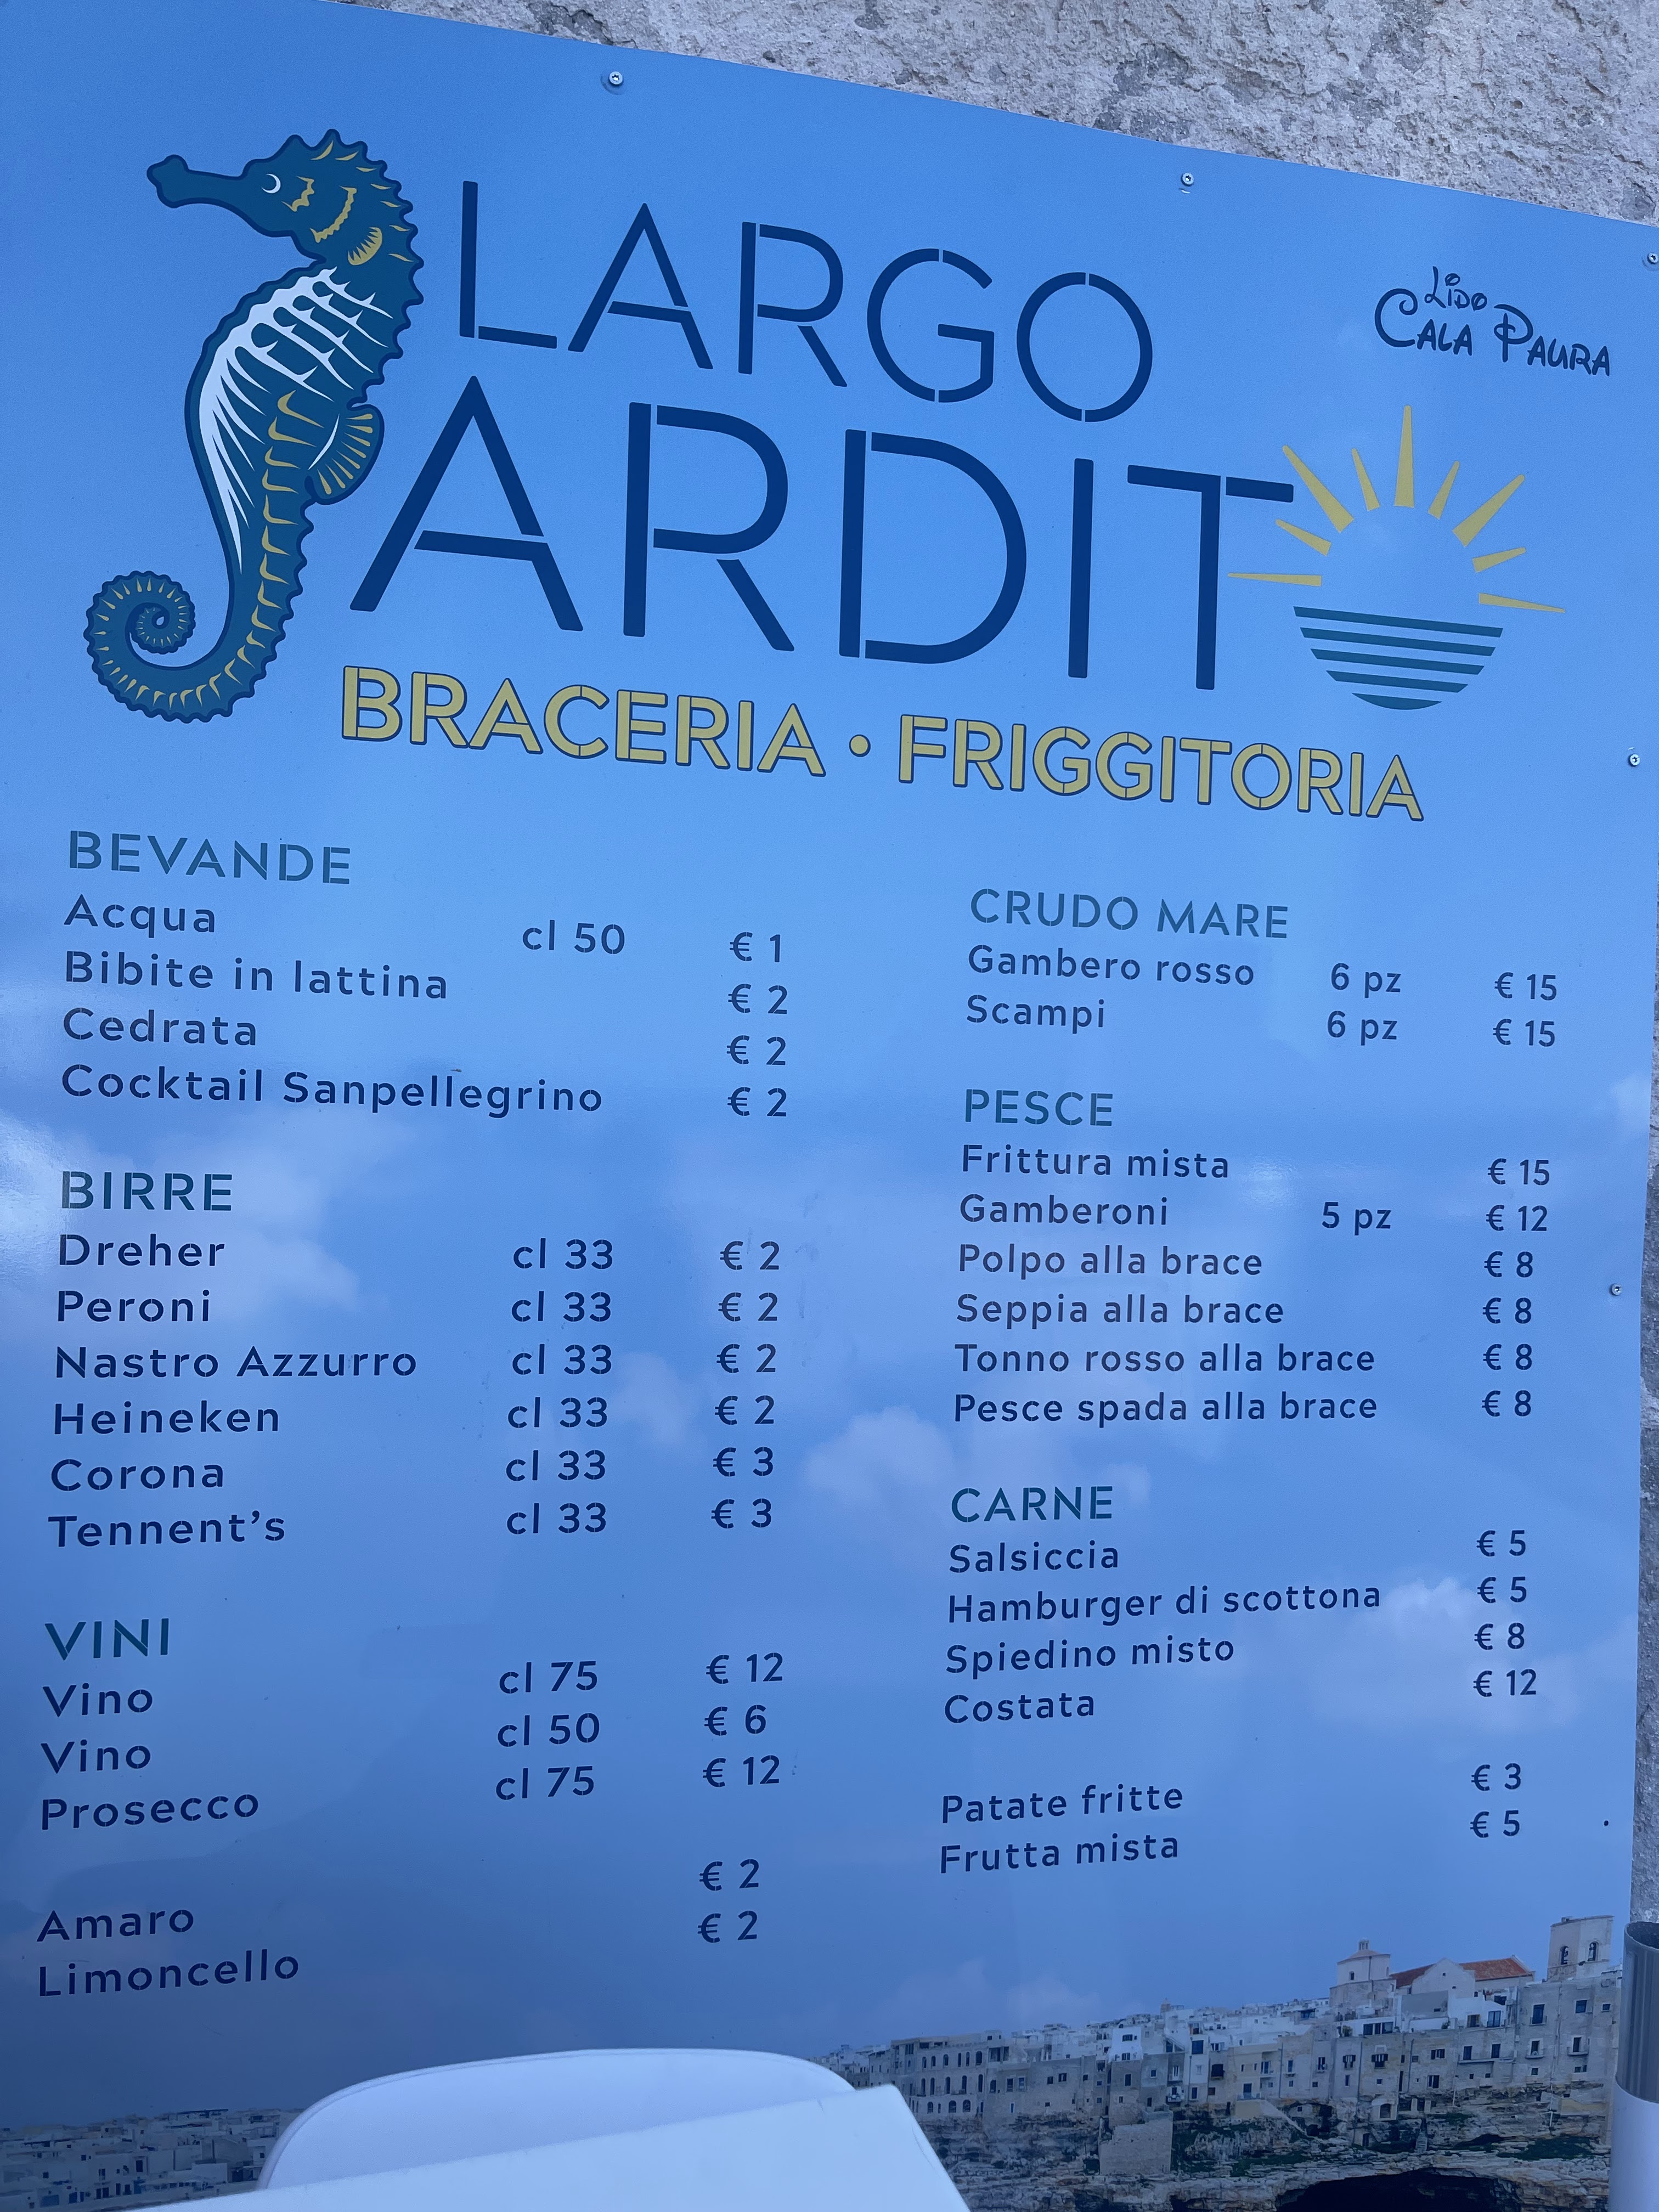 LARGO
ARDITO
Lido
Cala Paura
BRACERIA • FRIGGITORIA
BEVANDE
Acqua cl 50 € 1
Bibite in lattina € 2
Cedrata € 2
Cocktail Sanpellegrino € 2
BIRRE
Dreher cl 33 € 2
Peroni cl 33 € 2
Nastro Azzurro cl 33 € 2
Heineken cl 33 € 2
Corona cl 33 € 3
Tennent’s cl 33 € 3
VINI
Vino cl 75 € 12
Vino cl 50 € 6
Prosecco cl 75 € 12
Amaro € 2
Limoncello € 2
CRUDO MARE
Gambero rosso 6 pz € 15
Scampi 6 pz € 15
PESCE
Frittura mista € 15
Gamberoni 5 pz € 12
Polpo alla brace € 8
Seppia alla brace € 8
Tonno rosso alla brace € 8
Pesce spada alla brace € 8
CARNE
Salsiccia € 5
Hamburger di scottona € 5
Spiedino misto € 8
Costata € 12
Patate fritte € 3
Frutta mista € 5